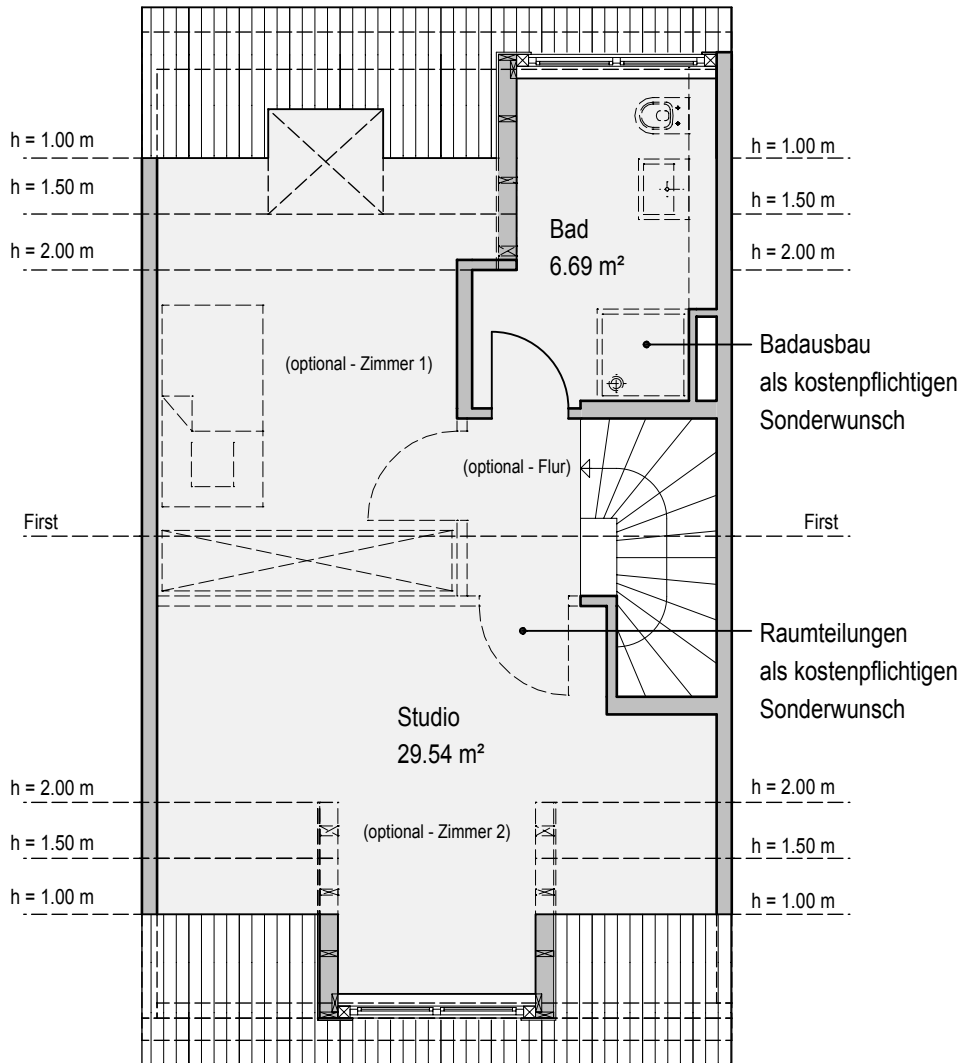 h = 1.00 m
h = 1.00 m
h = 1.50 m
h = 1.50 m
h = 2.00 m
h = 2.00 m
Bad
6.69 m²
(optional - Zimmer 1)
Badausbau
als kostenpflichtigen
Sonderwunsch
(optional - Flur)
First
First
Raumteilungen
als kostenpflichtigen
Sonderwunsch
Studio
29.54 m²
h = 2.00 m
h = 2.00 m
(optional - Zimmer 2)
h = 1.50 m
h = 1.50 m
h = 1.00 m
h = 1.00 m